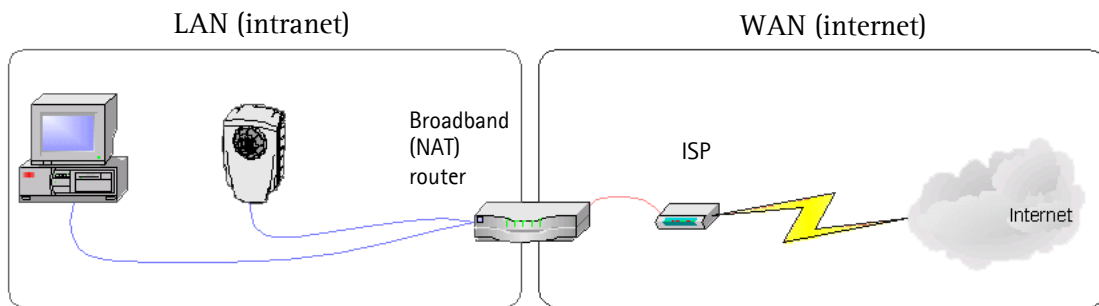 LAN (intranet)
WAN (internet)
Broadband
(NAT)
router
ISP
Internet